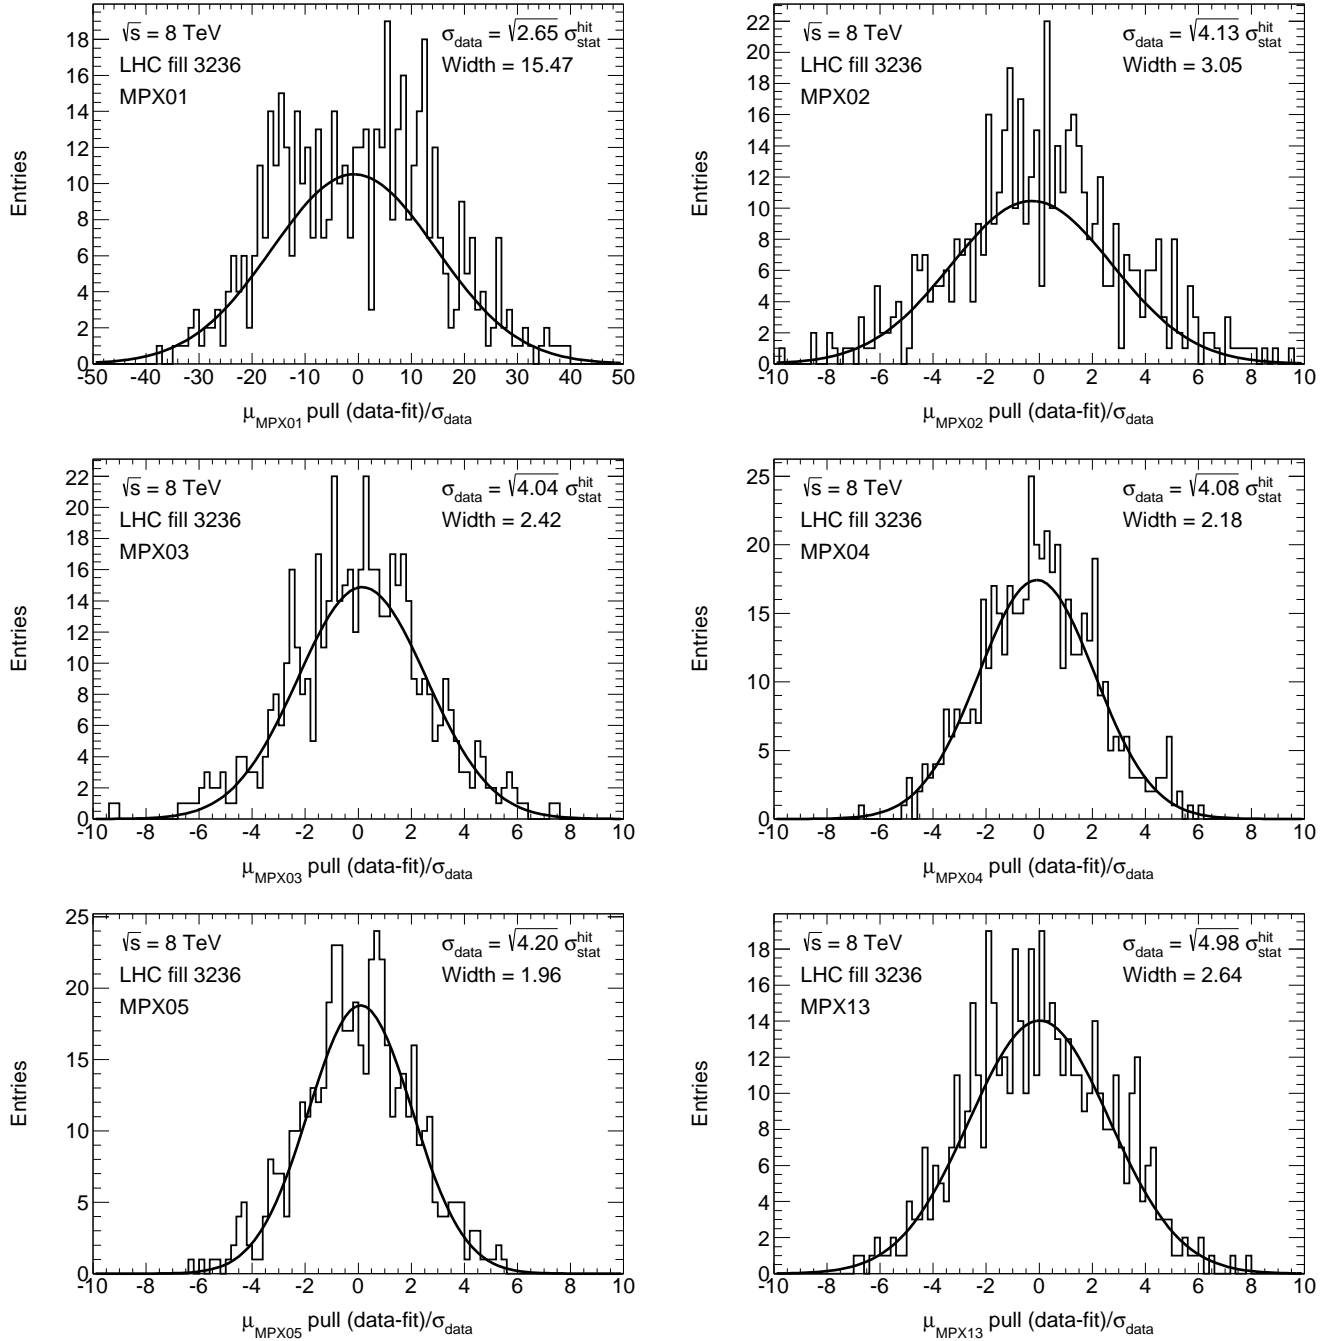 √s = 8 TeV
LHC fill 3236
MPX01
σdata = √2.65 σstat^hit
Width = 15.47
Entries
18
16
14
12
10
8
6
4
2
0
-50 -40 -30 -20 -10 0 10 20 30 40 50
μMPX01 pull (data-fit)/σdata
√s = 8 TeV
LHC fill 3236
MPX02
σdata = √4.13 σstat^hit
Width = 3.05
Entries
22
20
18
16
14
12
10
8
6
4
2
0
-10 -8 -6 -4 -2 0 2 4 6 8 10
μMPX02 pull (data-fit)/σdata
√s = 8 TeV
LHC fill 3236
MPX03
σdata = √4.04 σstat^hit
Width = 2.42
Entries
22
20
18
16
14
12
10
8
6
4
2
0
-10 -8 -6 -4 -2 0 2 4 6 8 10
μMPX03 pull (data-fit)/σdata
√s = 8 TeV
LHC fill 3236
MPX04
σdata = √4.08 σstat^hit
Width = 2.18
Entries
25
20
15
10
5
0
-10 -8 -6 -4 -2 0 2 4 6 8 10
μMPX04 pull (data-fit)/σdata
√s = 8 TeV
LHC fill 3236
MPX05
σdata = √4.20 σstat^hit
Width = 1.96
Entries
25
20
15
10
5
0
-10 -8 -6 -4 -2 0 2 4 6 8 10
μMPX05 pull (data-fit)/σdata
√s = 8 TeV
LHC fill 3236
MPX13
σdata = √4.98 σstat^hit
Width = 2.64
Entries
18
16
14
12
10
8
6
4
2
0
-10 -8 -6 -4 -2 0 2 4 6 8 10
μMPX13 pull (data-fit)/σdata